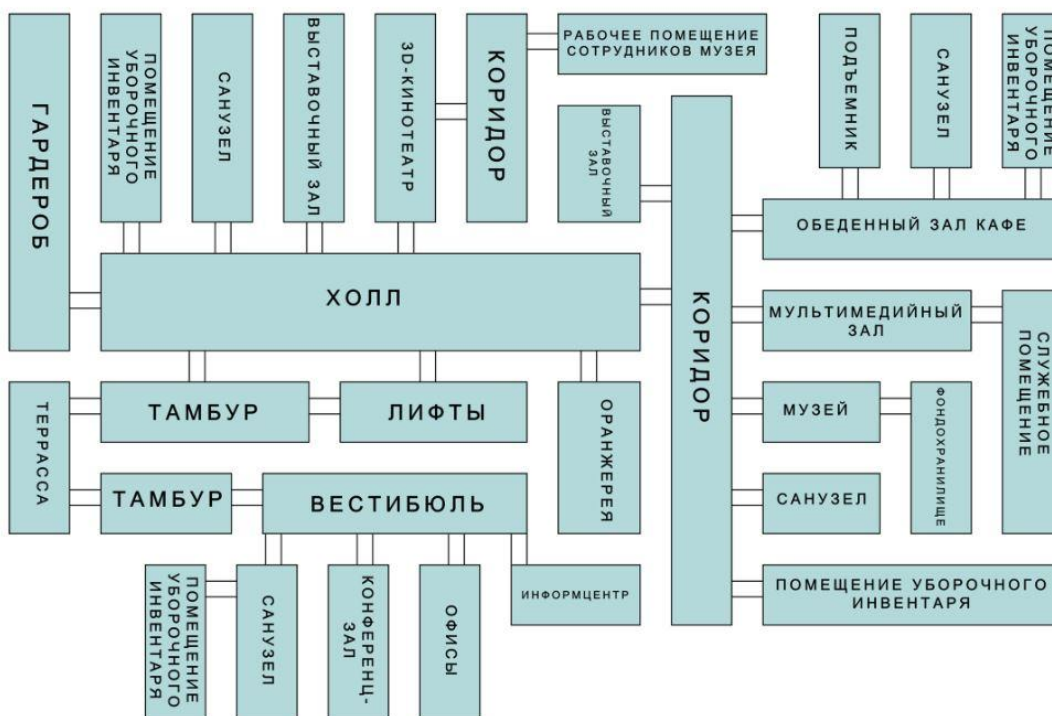 ГАРДЕРОБ
ПОМЕЩЕНИЕ
УБОРОЧНОГО
ИНВЕНТАРЯ
САНУЗЕЛ
ВЫСТАВОЧНЫЙ ЗАЛ
3D-КИНОТЕАТР
КОРИДОР
РАБОЧЕЕ ПОМЕЩЕНИЕ
СОТРУДНИКОВ МУЗЕЯ
ВЫСТАВОЧНЫЙ
ЗАЛ
ПОДЪЕМНИК
САНУЗЕЛ
ПОМЕЩЕНИЕ
УБОРОЧНОГО
ИНВЕНТАРЯ
ОБЕДЕННЫЙ ЗАЛ КАФЕ
ХОЛЛ
КОРИДОР
МУЛЬТИМЕДИЙНЫЙ
ЗАЛ
СЛУЖЕБНОЕ
ПОМЕЩЕНИЕ
ТЕРРАССА
ТАМБУР
ЛИФТЫ
ОРАНЖЕРЕЯ
МУЗЕЙ
ФОНДОХРАНИЛИЩЕ
ТАМБУР
ВЕСТИБЮЛЬ
САНУЗЕЛ
ПОМЕЩЕНИЕ
УБОРОЧНОГО
ИНВЕНТАРЯ
САНУЗЕЛ
КОНФЕРЕНЦ-
ЗАЛ
ОФИСЫ
ИНФОРМЦЕНТР
ПОМЕЩЕНИЕ УБОРОЧНОГО
ИНВЕНТАРЯ